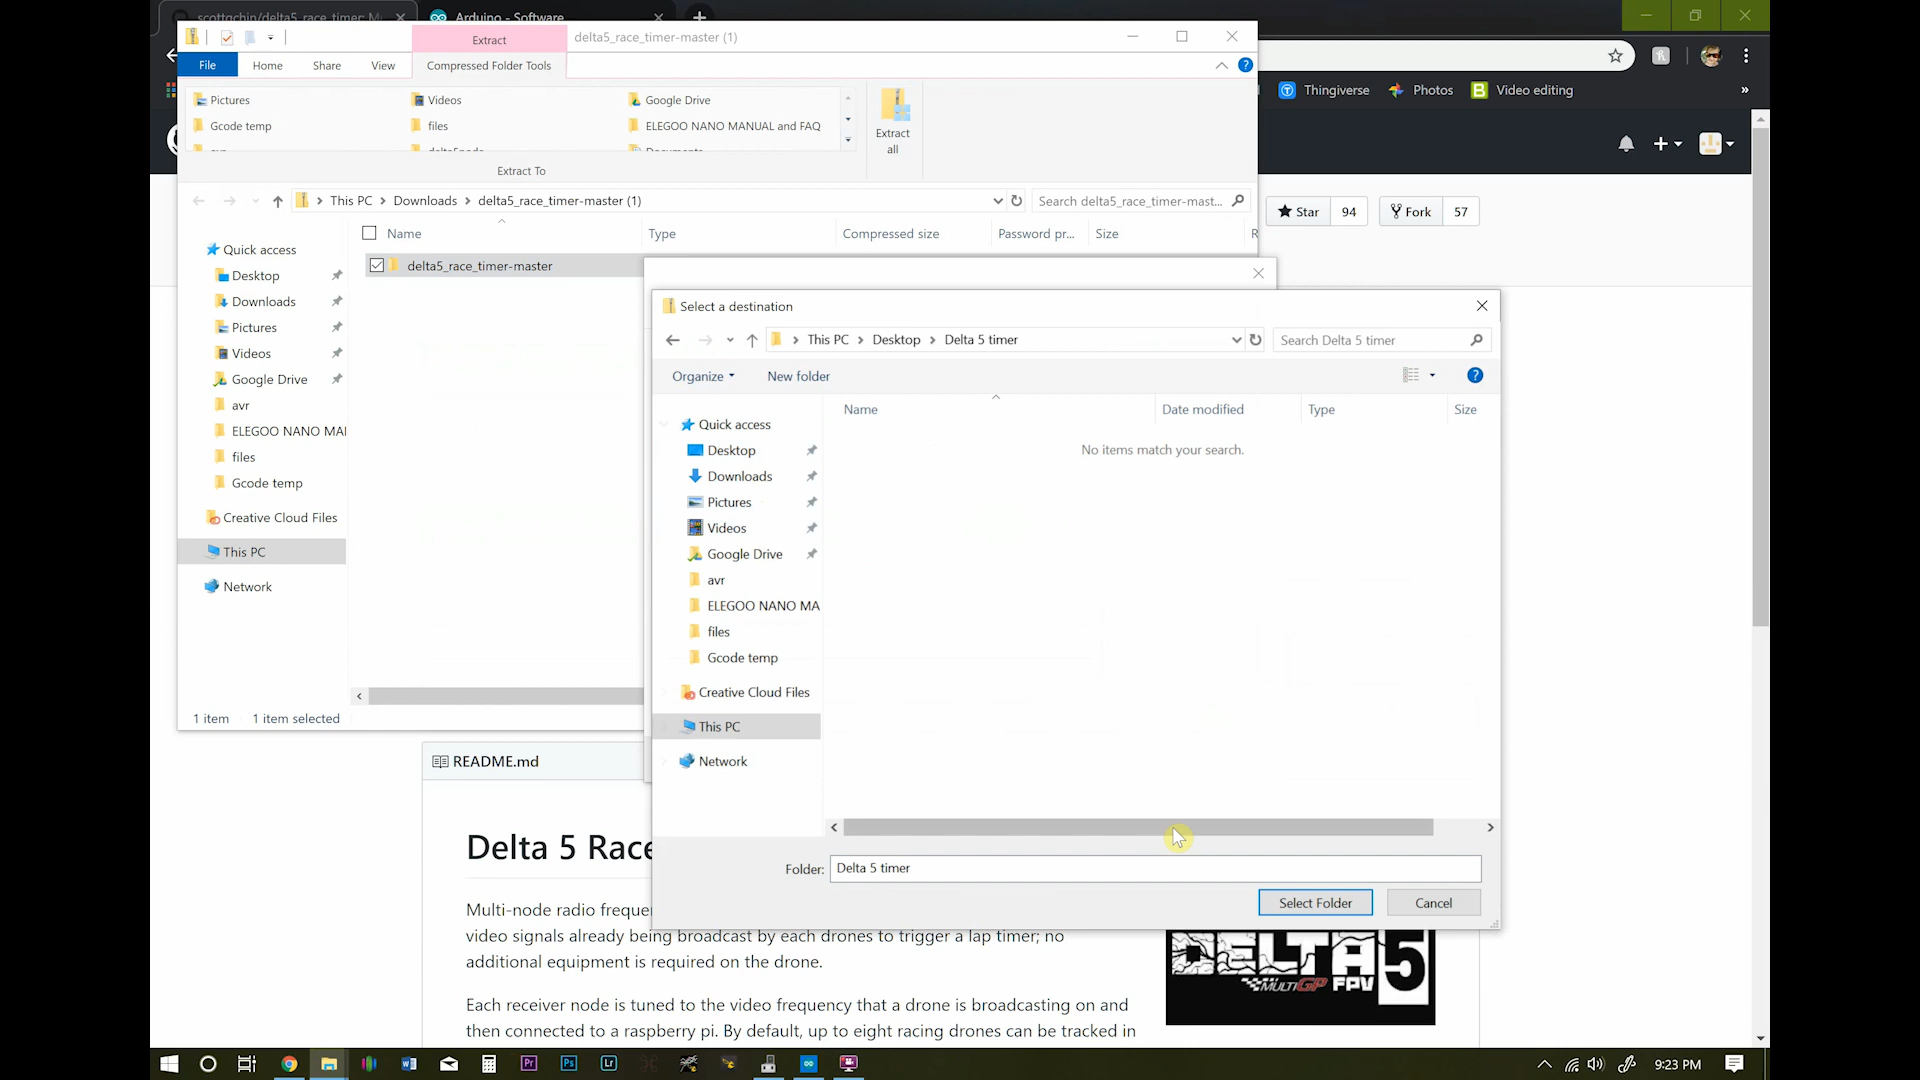 scottgchin/delta5_race_timer: M
Arduino - Software
Extract
delta5_race_timer-master (1)
File
Home
Share
View
Compressed Folder Tools
Pictures
Videos
Google Drive
Gcode temp
files
ELEGOO NANO MANUAL and FAQ
avr
delta5node
Documents
Extract
all
Extract To
Thingiverse
Photos
Video editing
»
This PC
Downloads
delta5_race_timer-master (1)
Search delta5_race_timer-mast...
Star
94
Fork
57
Name
Type
Compressed size
Password pr...
Size
R
Quick access
Desktop
Downloads
Pictures
Videos
Google Drive
avr
ELEGOO NANO MAI
files
Gcode temp
Creative Cloud Files
This PC
Network
delta5_race_timer-master
1 item
1 item selected
Select a destination
This PC
Desktop
Delta 5 timer
Search Delta 5 timer
Organize
New folder
Name
Date modified
Type
Size
No items match your search.
Quick access
Desktop
Downloads
Pictures
Videos
Google Drive
avr
ELEGOO NANO MA
files
Gcode temp
Creative Cloud Files
This PC
Network
Folder:
Delta 5 timer
Select Folder
Cancel
README.md
Delta 5 Race
Multi-node radio freque
video signals already being broadcast by each drones to trigger a lap timer; no
additional equipment is required on the drone.
Each receiver node is tuned to the video frequency that a drone is broadcasting on and
then connected to a raspberry pi. By default, up to eight racing drones can be tracked in
DELTA 5
MULTIGP FPV
9:23 PM